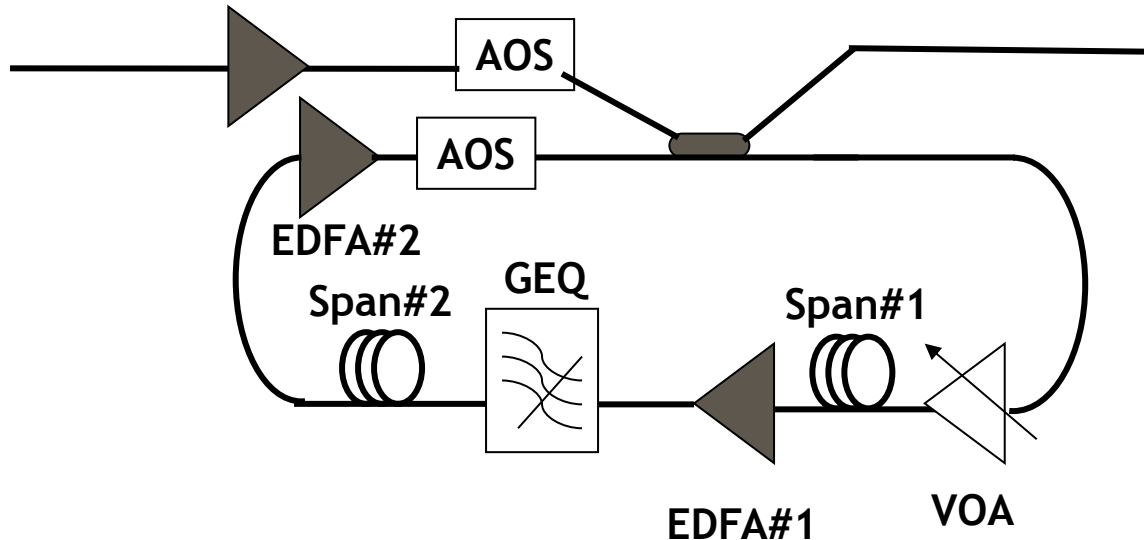 AOS
AOS
EDFA#2
GEQ
Span#2
Span#1
VOA
EDFA#1